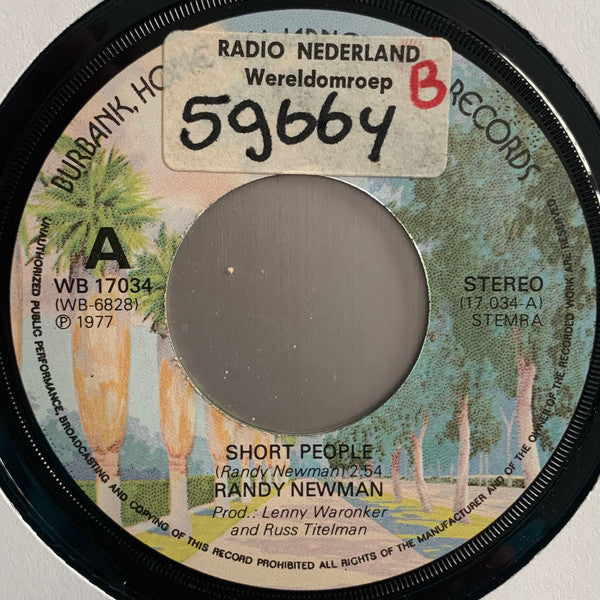 RADIO NEDERLAND
Wereldomroep
B
59664
BURBANK, HOME
RECORDS
A
WB 17034
(WB-6828)
℗ 1977
STEREO
(17.034-A)
STEMRA
SHORT PEOPLE
(Randy Newman) 2:54
RANDY NEWMAN
Prod.: Lenny Waronker
and Russ Titelman
UNAUTHORIZED PUBLIC PERFORMANCE, BROADCASTING AND COPYING OF THIS RECORD PROHIBITED ALL RIGHTS OF THE MANUFACTURER AND OF THE OWNER OF THE RECORDED WORK ARE RESERVED